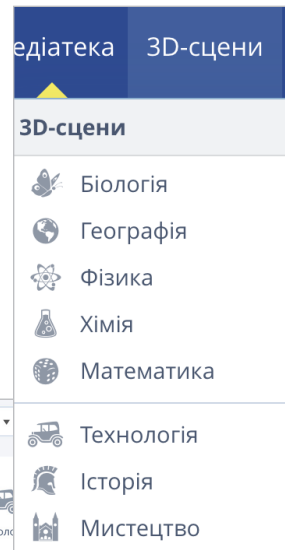 едіатека 3D-сцени
3D-сцени
Біологія
Географія
Фізика
Хімія
Математика
Технологія
Історія
Мистецтво